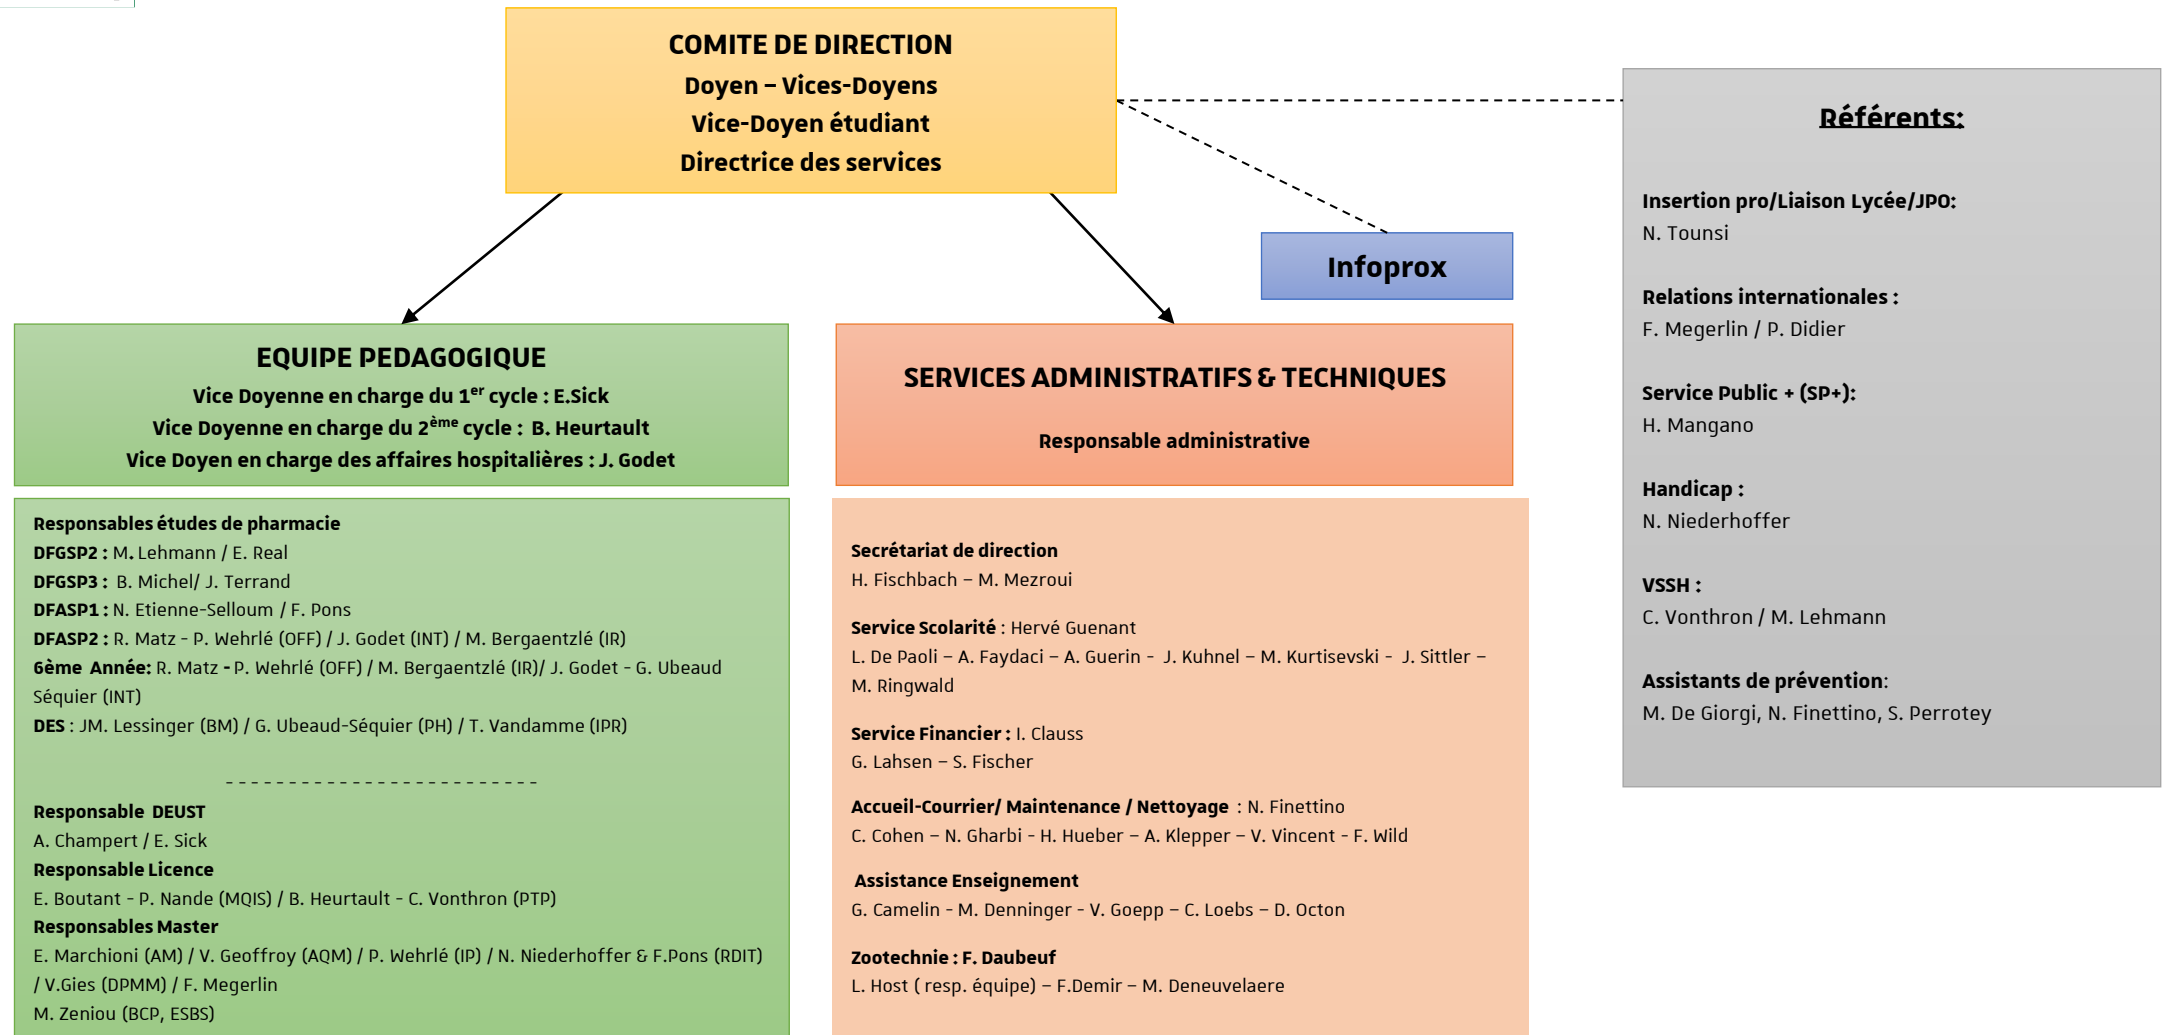 COMITE DE DIRECTION
Doyen – Vices-Doyens
Vice-Doyen étudiant
Directrice des services
Infoprox
EQUIPE PEDAGOGIQUE
Vice Doyenne en charge du 1er cycle : E.Sick
Vice Doyenne en charge du 2ème cycle : B. Heurtault
Vice Doyen en charge des affaires hospitalières : J. Godet
Responsables études de pharmacie
DFGSP2 : M. Lehmann / E. Real
DFGSP3 : B. Michel/ J. Terrand
DFASP1 : N. Etienne-Selloum / F. Pons
DFASP2 : R. Matz - P. Wehrlé (OFF) / J. Godet (INT) / M. Bergaentzlé (IR)
6ème Année: R. Matz - P. Wehrlé (OFF) / M. Bergaentzlé (IR)/ J. Godet - G. Ubeaud
Séquier (INT)
DES : JM. Lessinger (BM) / G. Ubeaud-Séquier (PH) / T. Vandamme (IPR)
- - - - - - - - - - - - - - - - - - - - - - - - -
Responsable DEUST
A. Champert / E. Sick
Responsable Licence
E. Boutant - P. Nande (MQIS) / B. Heurtault - C. Vonthron (PTP)
Responsables Master
E. Marchioni (AM) / V. Geoffroy (AQM) / P. Wehrlé (IP) / N. Niederhoffer & F.Pons (RDIT)
/ V.Gies (DPMM) / F. Megerlin
M. Zeniou (BCP, ESBS)
SERVICES ADMINISTRATIFS & TECHNIQUES
Responsable administrative
Secrétariat de direction
H. Fischbach – M. Mezroui
Service Scolarité : Hervé Guenant
L. De Paoli – A. Faydaci – A. Guerin - J. Kuhnel – M. Kurtisevski - J. Sittler –
M. Ringwald
Service Financier : I. Clauss
G. Lahsen – S. Fischer
Accueil-Courrier/ Maintenance / Nettoyage : N. Finettino
C. Cohen – N. Gharbi - H. Hueber – A. Klepper – V. Vincent - F. Wild
Assistance Enseignement
G. Camelin - M. Denninger - V. Goepp – C. Loebs – D. Octon
Zootechnie : F. Daubeuf
L. Host ( resp. équipe) – F.Demir – M. Deneuvelaere
Référents:
Insertion pro/Liaison Lycée/JPO:
N. Tounsi
Relations internationales :
F. Megerlin / P. Didier
Service Public + (SP+):
H. Mangano
Handicap :
N. Niederhoffer
VSSH :
C. Vonthron / M. Lehmann
Assistants de prévention:
M. De Giorgi, N. Finettino, S. Perrotey